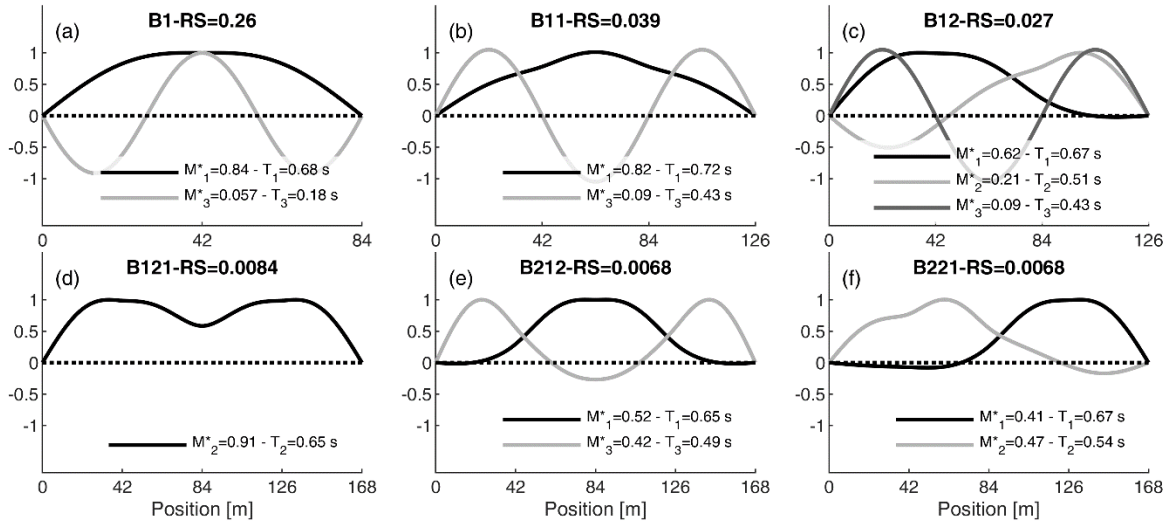 (a) B1-RS=0.26
1
0.5
0
-0.5
-1
M*1=0.84 - T1=0.68 s
M*3=0.057 - T3=0.18 s
0 42 84
(b) B11-RS=0.039
M*1=0.82 - T1=0.72 s
M*3=0.09 - T3=0.43 s
0 42 84 126
(c) B12-RS=0.027
M*1=0.62 - T1=0.67 s
M*2=0.21 - T2=0.51 s
M*3=0.09 - T3=0.43 s
0 42 84 126
(d) B121-RS=0.0084
1
0.5
0
-0.5
-1
M*2=0.91 - T2=0.65 s
0 42 84 126 168
Position [m]
(e) B212-RS=0.0068
M*1=0.52 - T1=0.65 s
M*3=0.42 - T3=0.49 s
0 42 84 126 168
Position [m]
(f) B221-RS=0.0068
M*1=0.41 - T1=0.67 s
M*2=0.47 - T2=0.54 s
0 42 84 126 168
Position [m]